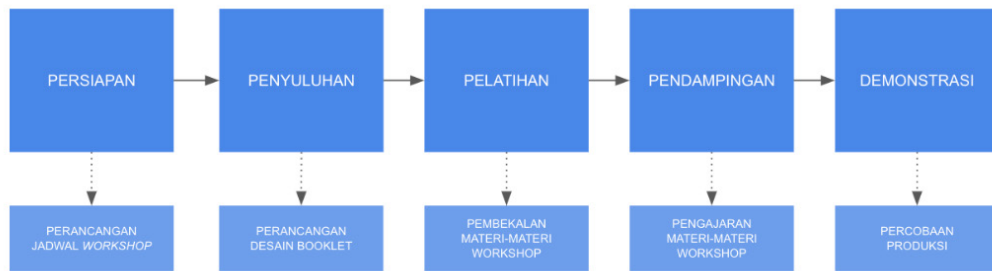 PERSIAPAN
PENYULUHAN
PELATIHAN
PENDAMPINGAN
DEMONSTRASI
PERANCANGAN
JADWAL WORKSHOP
PERANCANGAN
DESAIN BOOKLET
PEMBEKALAN
MATERI-MATERI
WORKSHOP
PENGAJARAN
MATERI-MATERI
WORKSHOP
PERCOBAAN
PRODUKSI